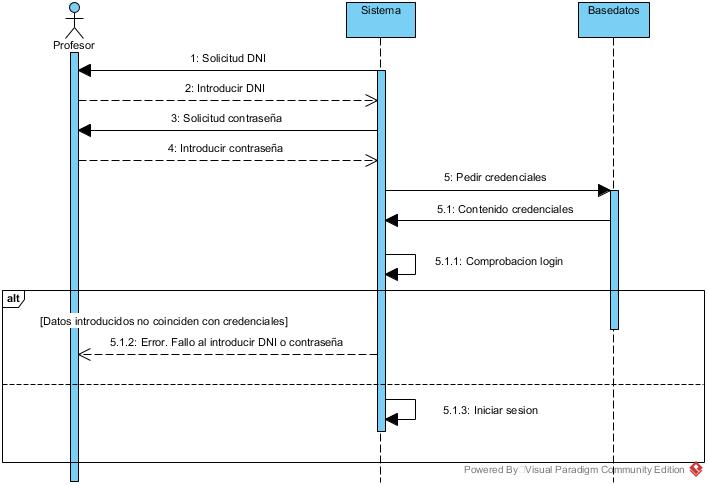 Profesor
Sistema
Basedatos
1: Solicitud DNI
2: Introducir DNI
3: Solicitud contraseña
4: Introducir contraseña
5: Pedir credenciales
5.1: Contenido credenciales
5.1.1: Comprobacion login
alt
[Datos introducidos no coinciden con credenciales]
5.1.2: Error. Fallo al introducir DNI o contraseña
5.1.3: Iniciar sesion
Powered By Visual Paradigm Community Edition